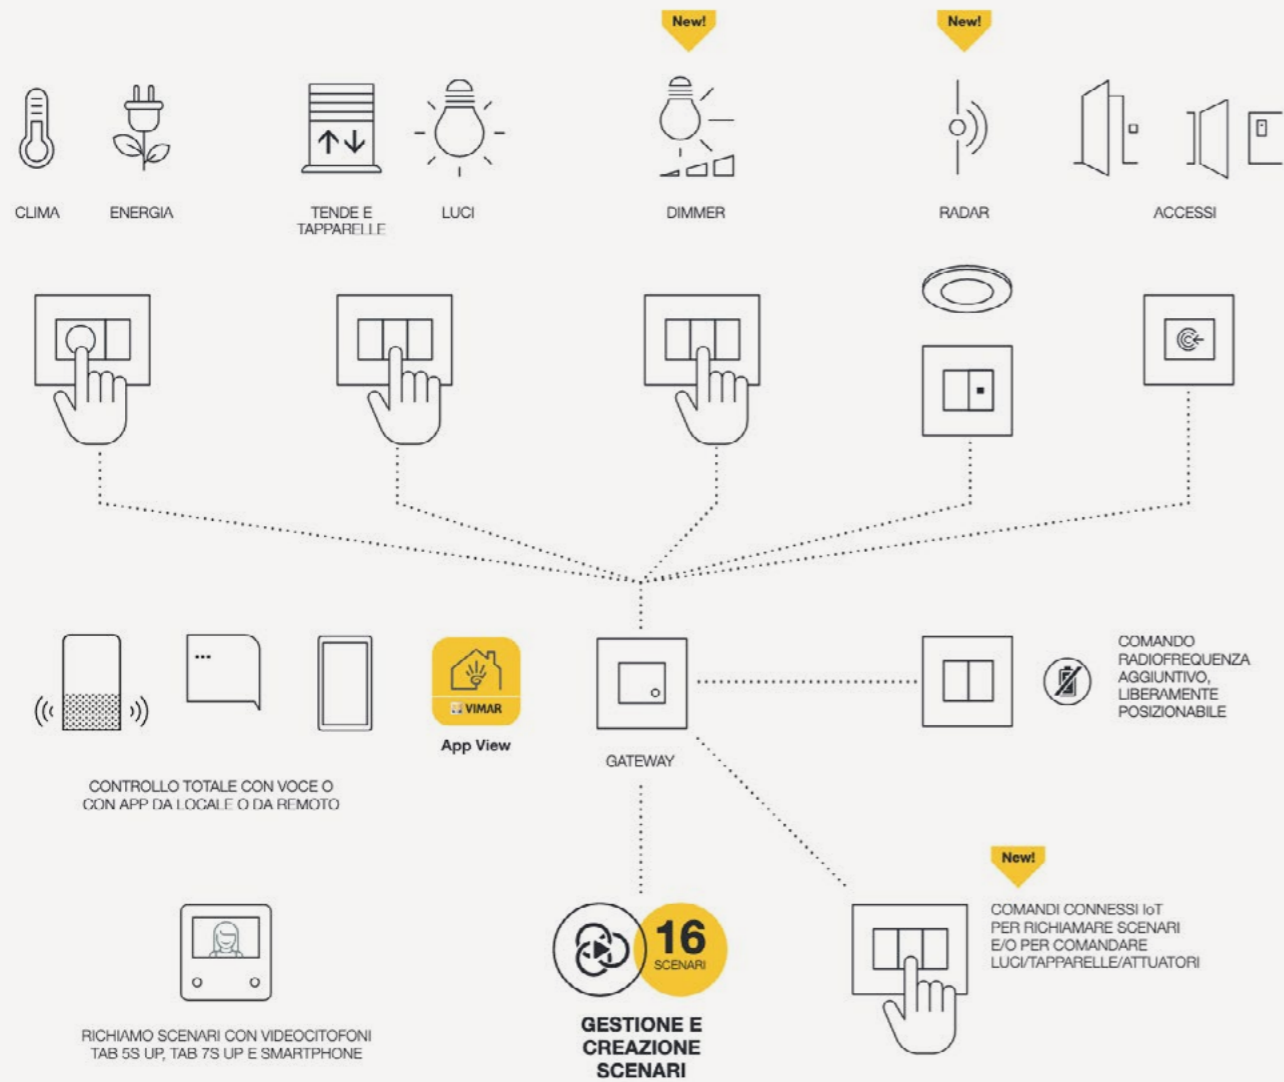 New!
New!
CLIMA
ENERGIA
TENDE E
TAPPARELLE
LUCI
DIMMER
RADAR
ACCESSI
VIMAR
App View
CONTROLLO TOTALE CON VOCE O
CON APP DA LOCALE O DA REMOTO
GATEWAY
COMANDO
RADIOFREQUENZA
AGGIUNTIVO,
LIBERAMENTE
POSIZIONABILE
New!
COMANDI CONNESSI IoT
PER RICHIAMARE SCENARI
E/O PER COMANDARE
LUCI/TAPPARELLE/ATTUATORI
16
SCENARI
GESTIONE E
CREAZIONE
SCENARI
RICHIAMO SCENARI CON VIDEOCITOFONI
TAB 5S UP, TAB 7S UP E SMARTPHONE